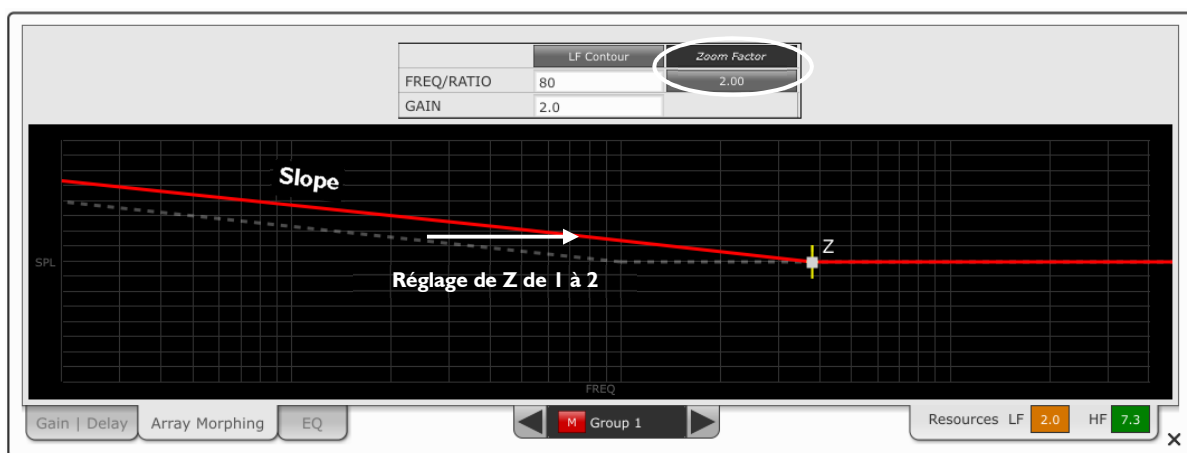 LF Contour Zoom Factor
FREQ/RATIO 80 2.00
GAIN 2.0
Slope
Z
SPL
Réglage de Z de 1 à 2
FREQ
Gain | Delay Array Morphing EQ M Group 1 Resources LF 2.0 HF 7.3